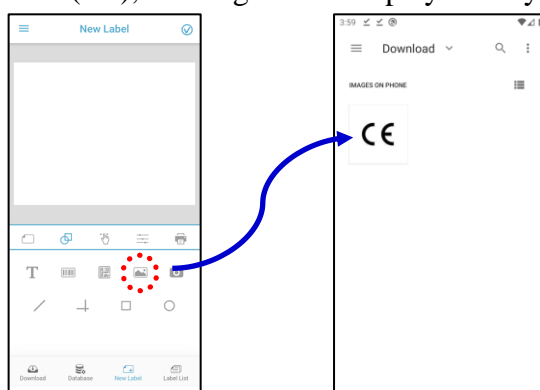 New Label
T
Download
Database
New Label
Label List
3:59
Download
IMAGES ON PHONE
CE